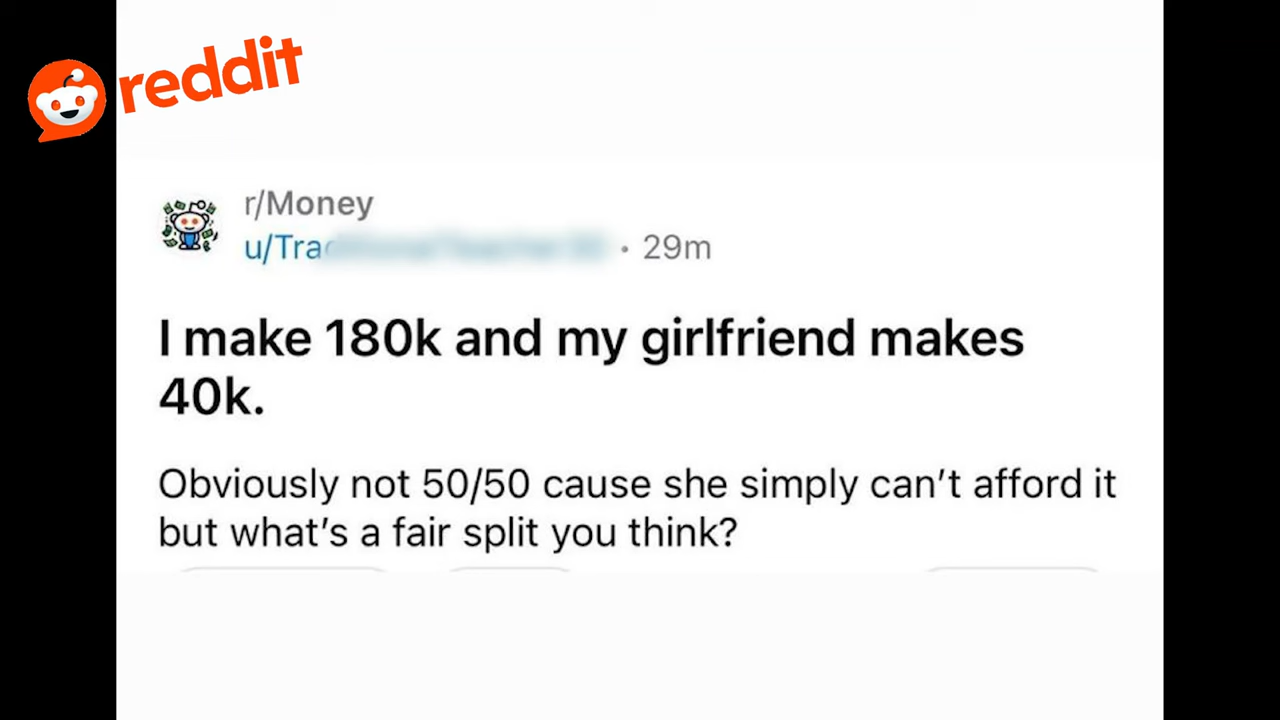 reddit
r/Money
· 29m
I make 180k and my girlfriend makes
40k.
Obviously not 50/50 cause she simply can't afford it
but what's a fair split you think?